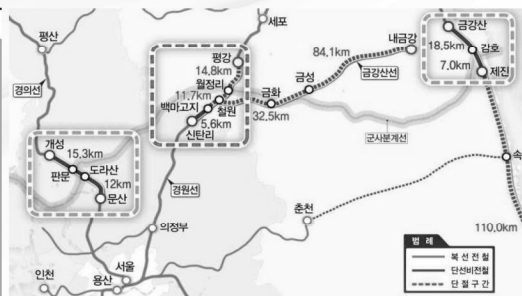 평산
세포
평강
14.8km
월정리
11.7km
백마고지
철원
5.6km
신탄리
금화
32.5km
금성
84.1km
내금강
금강산선
금강산
18.5km
감호
7.0km
제진
경의선
개성
15.3km
판문
도라산
12km
문산
경원선
군사분계선
의정부
춘천
속
110.0km
인천
서울
용산
범 례
복 선 전 철
단선비전철
단 절 구 간